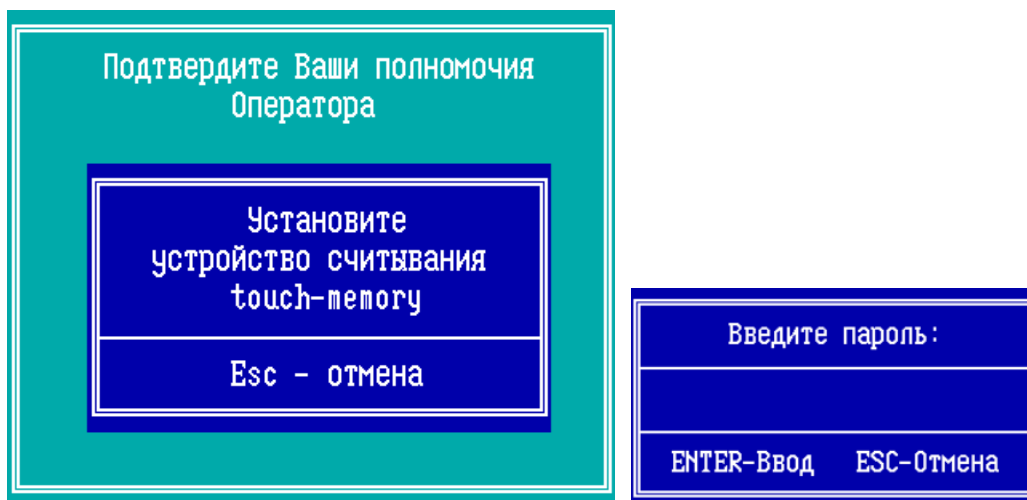 Подтвердите Ваши полномочия
Оператора
Установите
устройство считывания
touch-memory
Esc - отмена
Введите пароль:
ENTER-Ввод ESC-Отмена